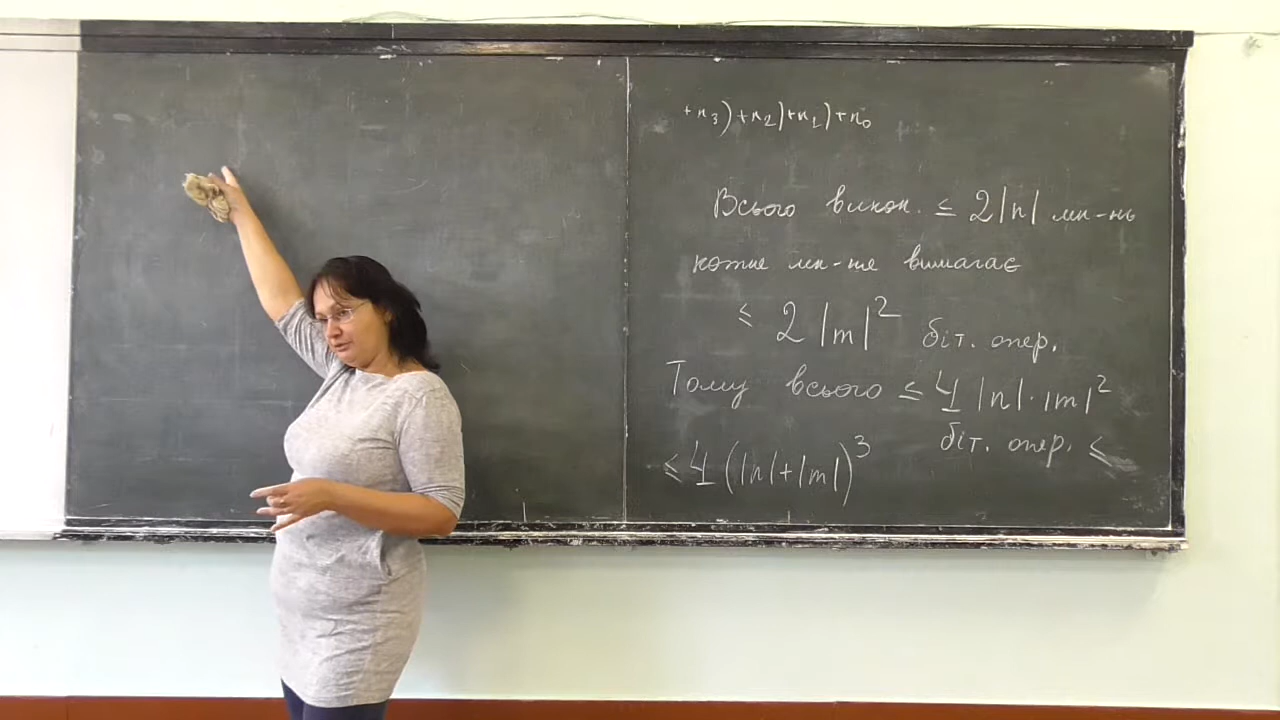 +n₃)+n₂)+n₁)+n₀
Всього викон. ≤ 2|n| мн-нь
кожне мн-ня вимагає
≤ 2|m|² біт. опер.
Тому всього ≤ 4|n|·|m|²
біт. опер. ≤
≤ 4(|n|+|m|)³